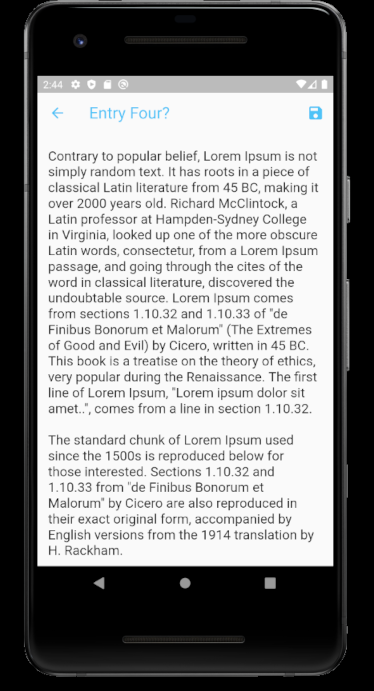 2:44
Entry Four?
Contrary to popular belief, Lorem Ipsum is not
simply random text. It has roots in a piece of
classical Latin literature from 45 BC, making it
over 2000 years old. Richard McClintock, a
Latin professor at Hampden-Sydney College
in Virginia, looked up one of the more obscure
Latin words, consectetur, from a Lorem Ipsum
passage, and going through the cites of the
word in classical literature, discovered the
undoubtable source. Lorem Ipsum comes
from sections 1.10.32 and 1.10.33 of "de
Finibus Bonorum et Malorum" (The Extremes
of Good and Evil) by Cicero, written in 45 BC.
This book is a treatise on the theory of ethics,
very popular during the Renaissance. The first
line of Lorem Ipsum, "Lorem ipsum dolor sit
amet..", comes from a line in section 1.10.32.
The standard chunk of Lorem Ipsum used
since the 1500s is reproduced below for
those interested. Sections 1.10.32 and
1.10.33 from "de Finibus Bonorum et
Malorum" by Cicero are also reproduced in
their exact original form, accompanied by
English versions from the 1914 translation by
H. Rackham.